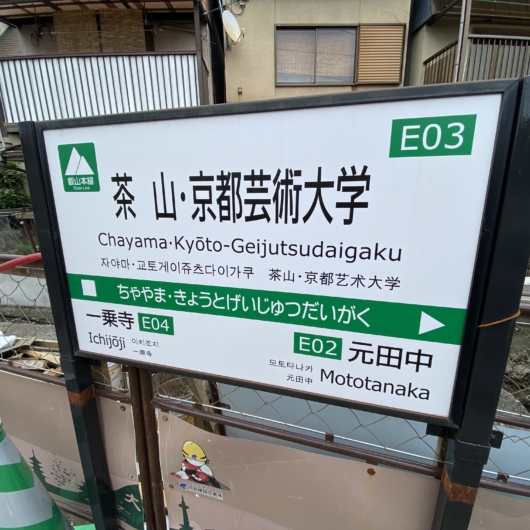 E03
叡山本線
Eizan Line
茶山・京都芸術大学
Chayama・Kyōto-Geijutsudaigaku
자야마・교토게이쥬츠다이가쿠 茶山・京都艺术大学
ちゃやま・きょうとげいじゅつだいがく
一乗寺 E04
Ichijōji
이치조지
一乘寺
E02 元田中
모토타나카
元田中
Mototanaka